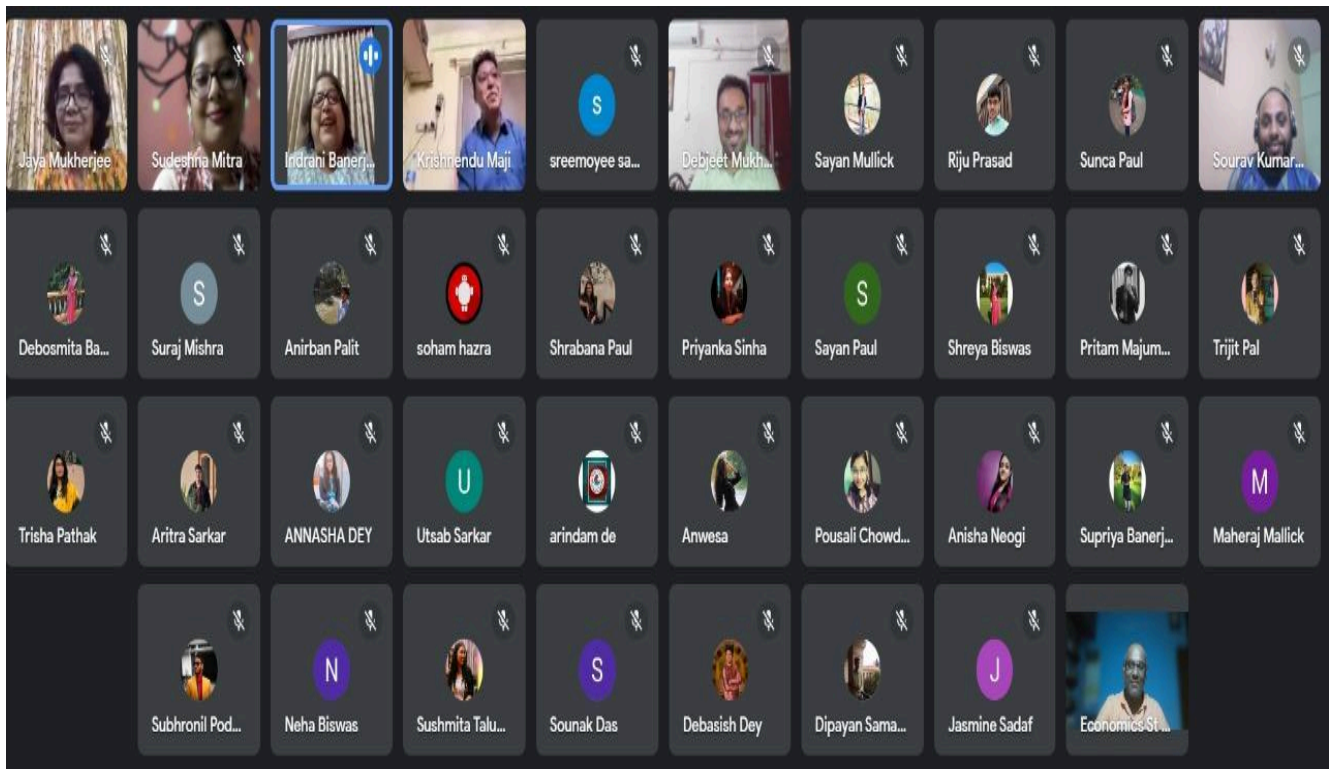 Jaya Mukherjee
Sudeshna Mitra
Indrani Banerj...
Krishnendu Maji
S
sreemoyee sa...
Debjeet Mukh...
Sayan Mullick
Riju Prasad
Sunca Paul
Sourav Kumar...
Debosmita Ba...
S
Suraj Mishra
Anirban Palit
soham hazra
Shrabana Paul
Priyanka Sinha
S
Sayan Paul
Shreya Biswas
Pritam Majum...
Trijit Pal
Trisha Pathak
Aritra Sarkar
ANNASHA DEY
U
Utsab Sarkar
arindam de
Anwesa
Pousali Chowd...
Anisha Neogi
Supriya Banerj...
M
Maheraj Mallick
Subhronil Pod...
N
Neha Biswas
Sushmita Talu...
S
Sounak Das
Debasish Dey
Dipayan Sama...
J
Jasmine Sadaf
Economics St...